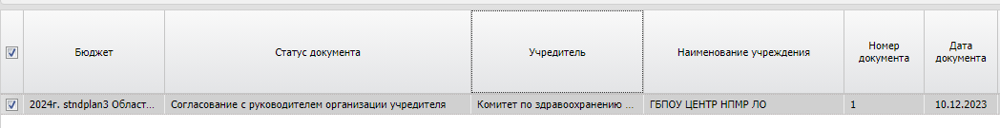 Бюджет Статус документа Учредитель Наименование учреждения Номер документа Дата документа
2024г. stndplan3 Област... Согласование с руководителем организации учредителя Комитет по здравоохранению ... ГБПОУ ЦЕНТР НПМР ЛО 1 10.12.2023